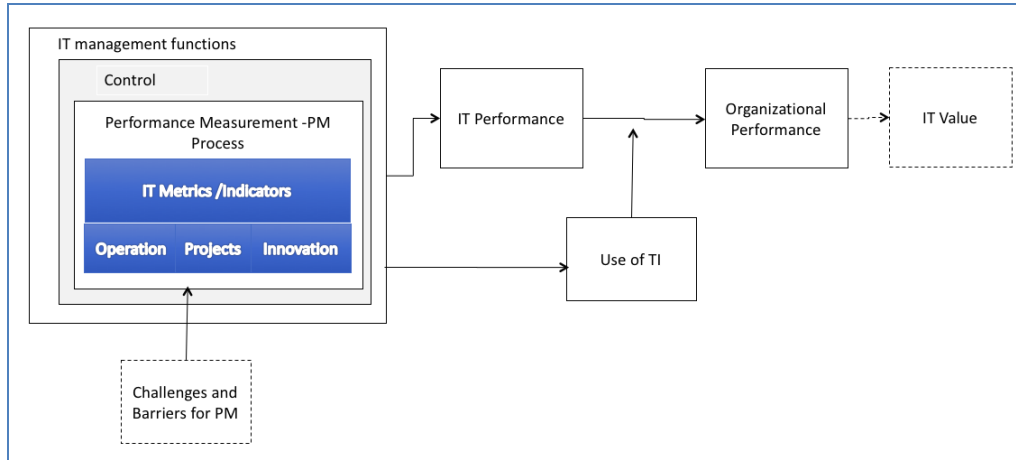 IT management functions
Control
Performance Measurement -PM
Process
IT Metrics /Indicators
Operation
Projects
Innovation
Challenges and
Barriers for PM
IT Performance
Use of TI
Organizational
Performance
IT Value